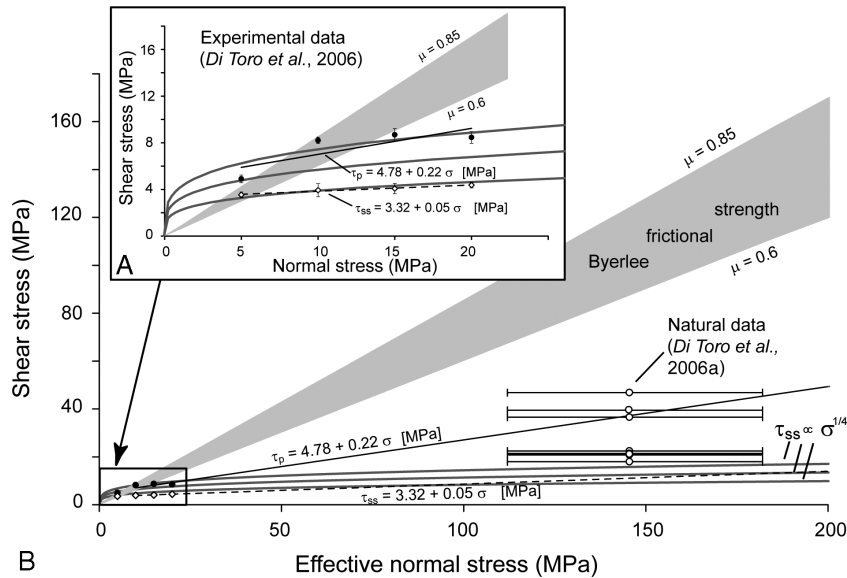 Experimental data
(Di Toro et al., 2006)
μ = 0.85
μ = 0.6
Shear stress (MPa)
16
12
8
4
0
τp = 4.78 + 0.22 σ [MPa]
τss = 3.32 + 0.05 σ [MPa]
0
5
10
15
20
Normal stress (MPa)
A
Shear stress (MPa)
160
120
80
40
0
μ = 0.85
strength
frictional
Byerlee
μ = 0.6
Natural data
(Di Toro et al.,
2006a)
τp = 4.78 + 0.22 σ [MPa]
τss ∝ σ1/4
τss = 3.32 + 0.05 σ [MPa]
0
50
100
150
200
Effective normal stress (MPa)
B